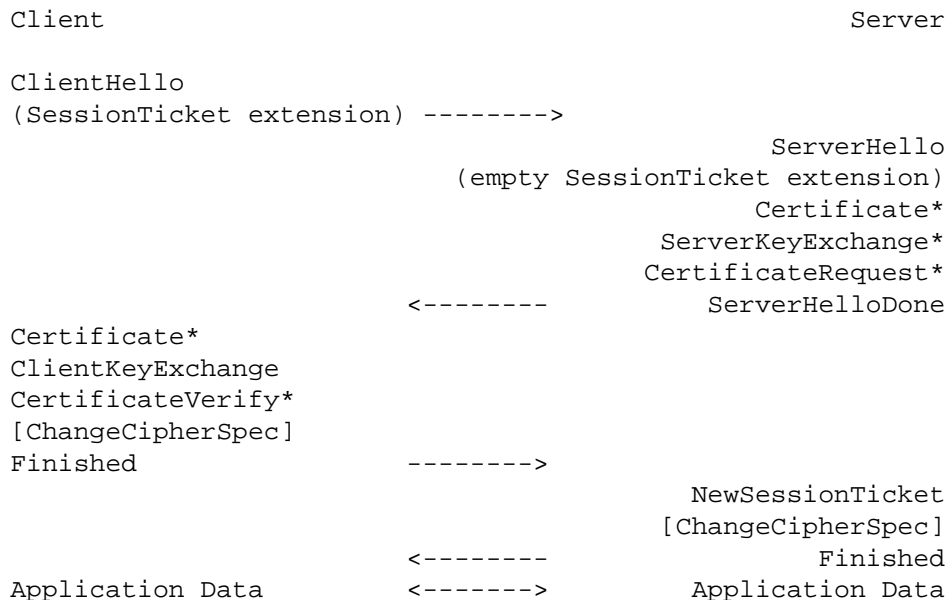 Client                                               Server

ClientHello
(SessionTicket extension) -------->
                                                ServerHello
                            (empty SessionTicket extension)
                                               Certificate*
                                         ServerKeyExchange*
                                        CertificateRequest*
                         <--------          ServerHelloDone
Certificate*
ClientKeyExchange
CertificateVerify*
[ChangeCipherSpec]
Finished                 -------->
                                           NewSessionTicket
                                         [ChangeCipherSpec]
                         <--------                 Finished
Application Data         <------->         Application Data